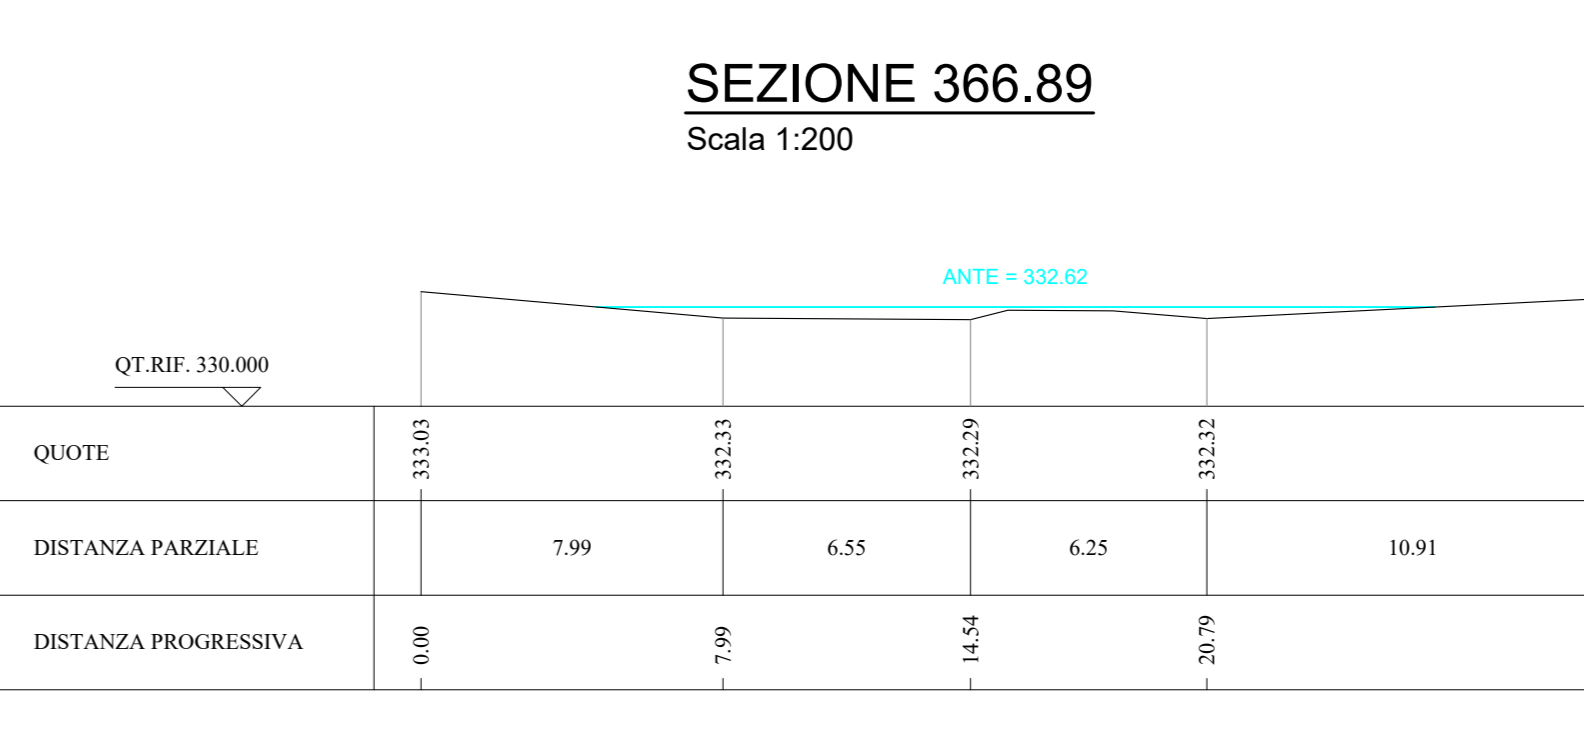 SEZIONE 366.89
Scala 1:200
ANTE = 332.62
QT.RIF. 330.000
QUOTE 333.03 332.33 332.29 332.32
DISTANZA PARZIALE 7.99 6.55 6.25 10.91
DISTANZA PROGRESSIVA 0.00 7.99 14.54 20.79